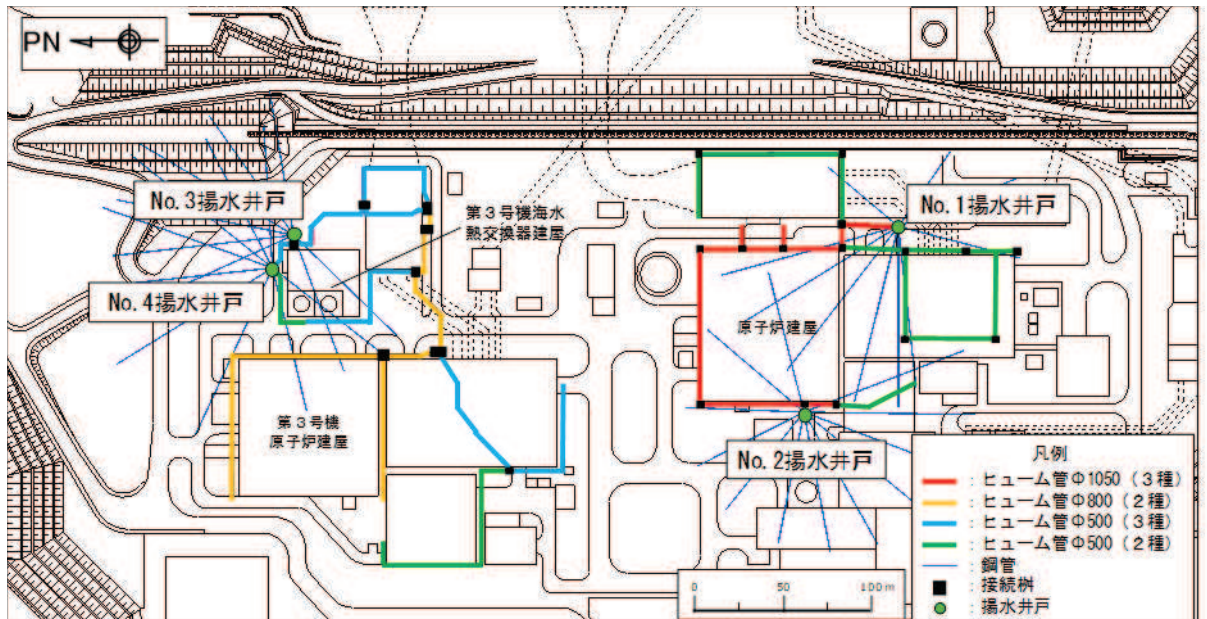 PN
No.3揚水井戸
第3号機海水
熱交換器建屋
No.1揚水井戸
No.4揚水井戸
原子炉建屋
第3号機
原子炉建屋
No.2揚水井戸
凡例
:ヒューム管Φ1050(3種)
:ヒューム管Φ800(2種)
:ヒューム管Φ500(3種)
:ヒューム管Φ500(2種)
:鋼管
:接続桝
:揚水井戸
0 50 100m